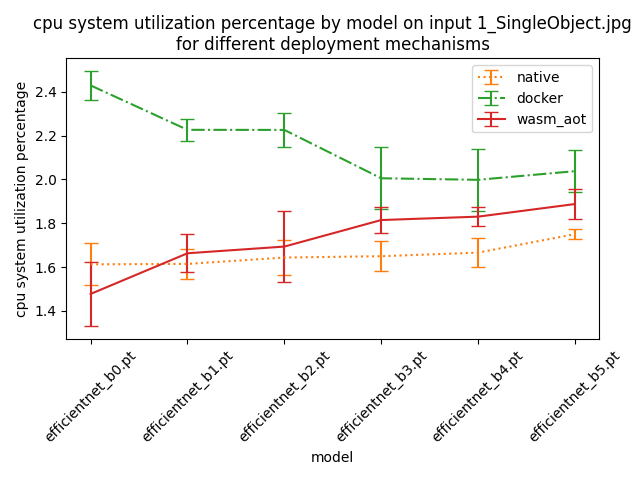 cpu system utilization percentage by model on input 1_SingleObject.jpg
for different deployment mechanisms
cpu system utilization percentage
2.4
2.2
2.0
1.8
1.6
1.4
native
docker
wasm_aot
efficientnet_b0.pt
efficientnet_b1.pt
efficientnet_b2.pt
efficientnet_b3.pt
efficientnet_b4.pt
efficientnet_b5.pt
model